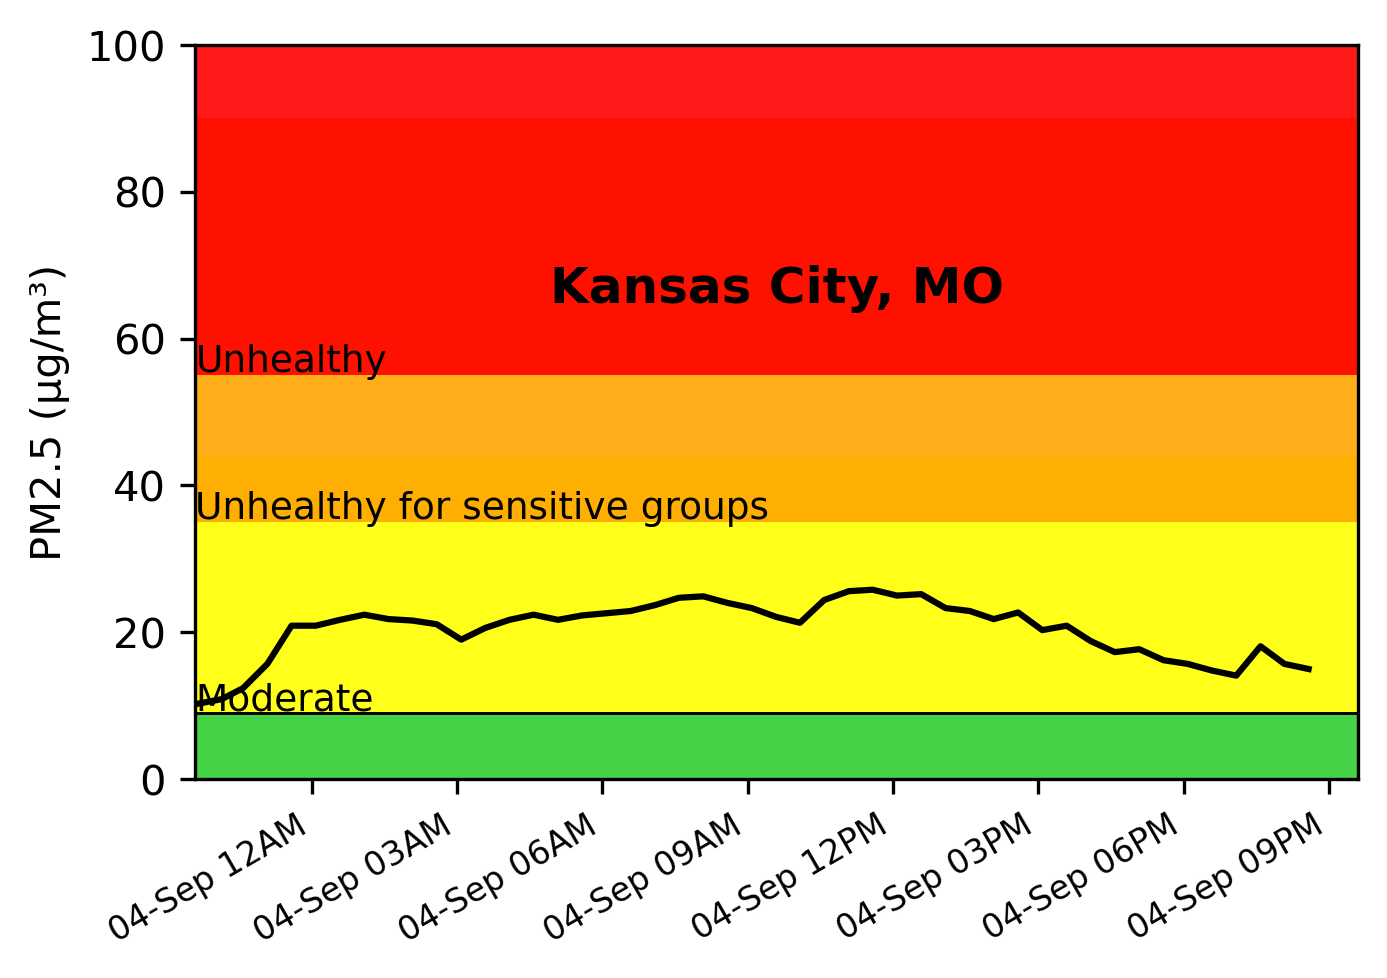 100
80
60
40
20
0
PM2.5 (µg/m³)
Kansas City, MO
Unhealthy
Unhealthy for sensitive groups
Moderate
04-Sep 12AM
04-Sep 03AM
04-Sep 06AM
04-Sep 09AM
04-Sep 12PM
04-Sep 03PM
04-Sep 06PM
04-Sep 09PM